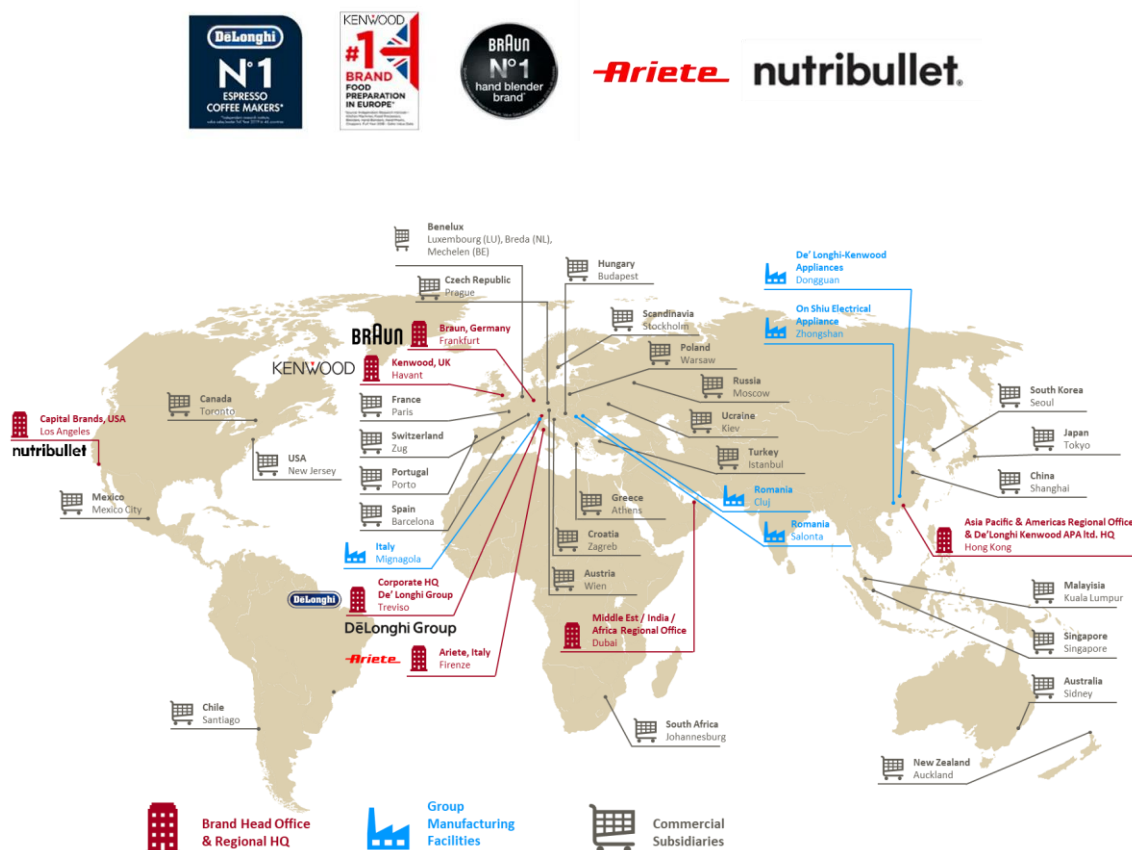 DēLonghi
N°1
ESPRESSO
COFFEE MAKERS*
KENWOOD
#1
BRAND
FOOD
PREPARATION
IN EUROPE*
BRAUN
N°1
hand blender
brand*
Ariete
nutribullet.
Benelux
Luxembourg (LU), Breda (NL),
Mechelen (BE)
Czech Republic
Prague
Hungary
Budapest
De' Longhi-Kenwood
Appliances
Dongguan
On Shiu Electrical
Appliance
Zhongshan
Scandinavia
Stockholm
BRAUN
Braun, Germany
Frankfurt
KENWOOD
Kenwood, UK
Havant
Poland
Warsaw
Russia
Moscow
South Korea
Seoul
Canada
Toronto
France
Paris
Capital Brands, USA
Los Angeles
nutribullet
Ucraine
Kiev
Japan
Tokyo
Switzerland
Zug
USA
New Jersey
Turkey
Istanbul
Portugal
Porto
China
Shanghai
Mexico
Mexico City
Spain
Barcelona
Greece
Athens
Romania
Cluj
Romania
Salonta
Asia Pacific & Americas Regional Office
& De'Longhi Kenwood APA ltd. HQ
Hong Kong
Italy
Mignagola
Croatia
Zagreb
Austria
Wien
DēLonghi
Corporate HQ
De' Longhi Group
Treviso
DēLonghi Group
Malayisia
Kuala Lumpur
Middle Est / India /
Africa Regional Office
Dubai
Singapore
Singapore
Ariete
Ariete, Italy
Firenze
Australia
Sidney
Chile
Santiago
South Africa
Johannesburg
New Zealand
Auckland
Brand Head Office
& Regional HQ
Group
Manufacturing
Facilities
Commercial
Subsidiaries